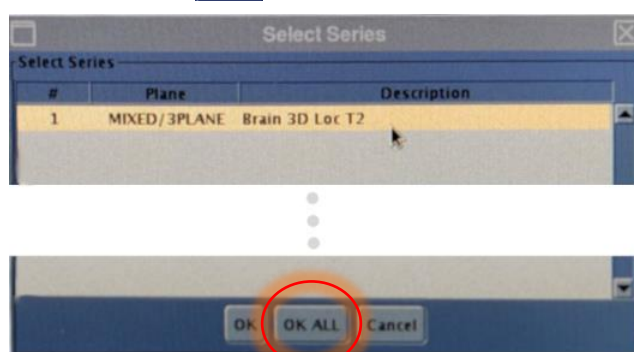 Select Series
Select Series
# Plane Description
1 MIXED/3PLANE Brain 3D Loc T2
OK OK ALL Cancel